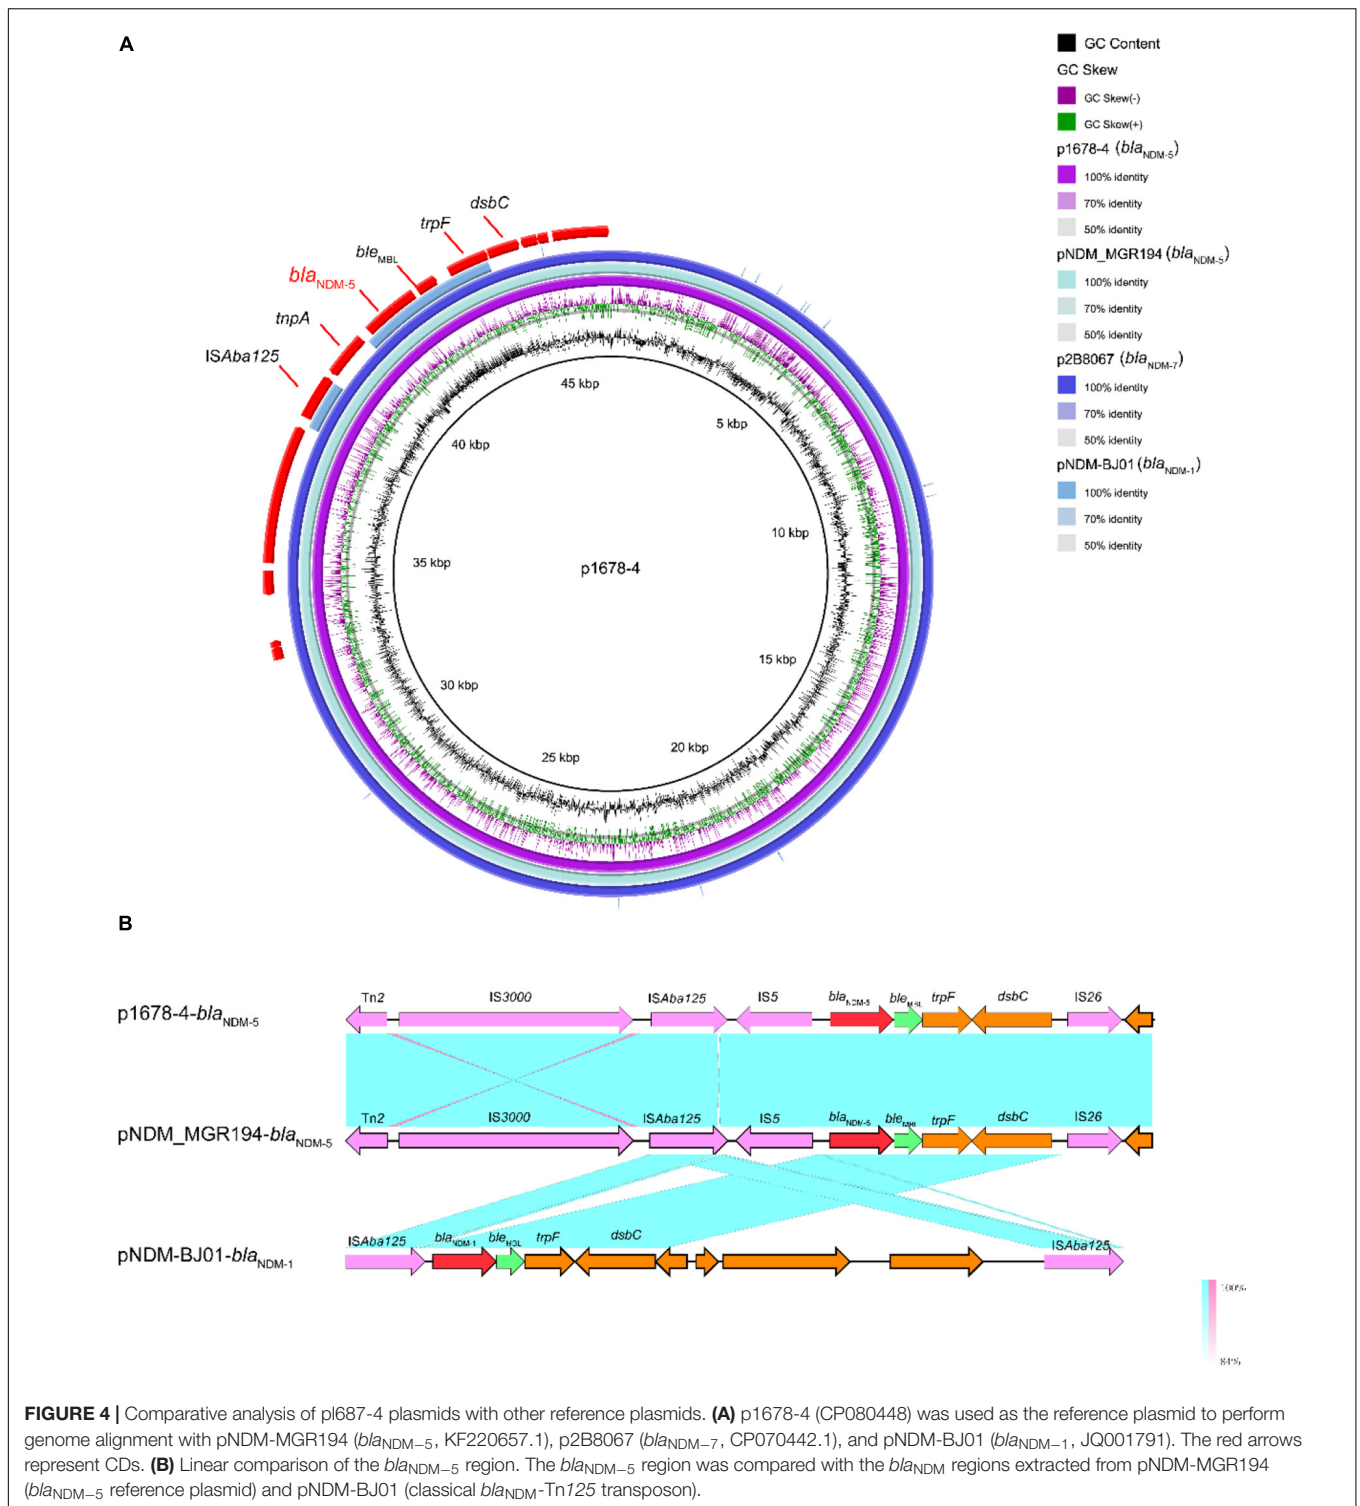 A
GC Content
GC Skew
GC Skew(-)
GC Skew(+)
p1678-4 (blaNDM-5)
100% identity
70% identity
50% identity
pNDM_MGR194 (blaNDM-5)
100% identity
70% identity
50% identity
p2B8067 (blaNDM-7)
100% identity
70% identity
50% identity
pNDM-BJ01 (blaNDM-1)
100% identity
70% identity
50% identity
dsbC
trpF
bleMBL
blaNDM-5
tnpA
ISAba125
45 kbp
5 kbp
40 kbp
10 kbp
35 kbp
p1678-4
15 kbp
30 kbp
20 kbp
25 kbp
B
p1678-4-blaNDM-5
Tn2 IS3000 ISAba125 IS5 blaNDM-5 bleMBL trpF dsbC IS26
pNDM_MGR194-blaNDM-5
Tn2 IS3000 ISAba125 IS5 blaNDM-5 bleMBL trpF dsbC IS26
pNDM-BJ01-blaNDM-1
ISAba125 blaNDM-1 bleMBL trpF dsbC ISAba125
100%
84%
FIGURE 4 | Comparative analysis of pl687-4 plasmids with other reference plasmids. (A) p1678-4 (CP080448) was used as the reference plasmid to perform
genome alignment with pNDM-MGR194 (blaNDM−5, KF220657.1), p2B8067 (blaNDM−7, CP070442.1), and pNDM-BJ01 (blaNDM−1, JQ001791). The red arrows
represent CDs. (B) Linear comparison of the blaNDM−5 region. The blaNDM−5 region was compared with the blaNDM regions extracted from pNDM-MGR194
(blaNDM−5 reference plasmid) and pNDM-BJ01 (classical blaNDM-Tn125 transposon).